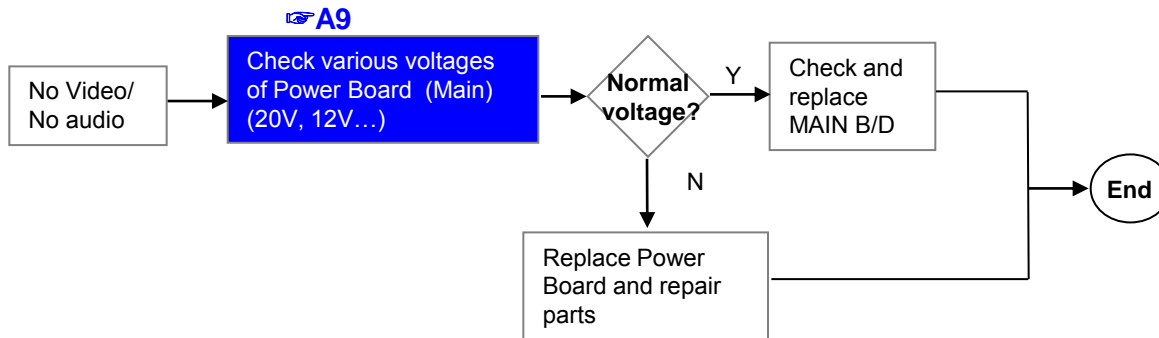 ☞A9
No Video/
No audio
Check various voltages
of Power Board (Main)
(20V, 12V…)
Normal
voltage?
Y
Check and
replace
MAIN B/D
N
Replace Power
Board and repair
parts
End